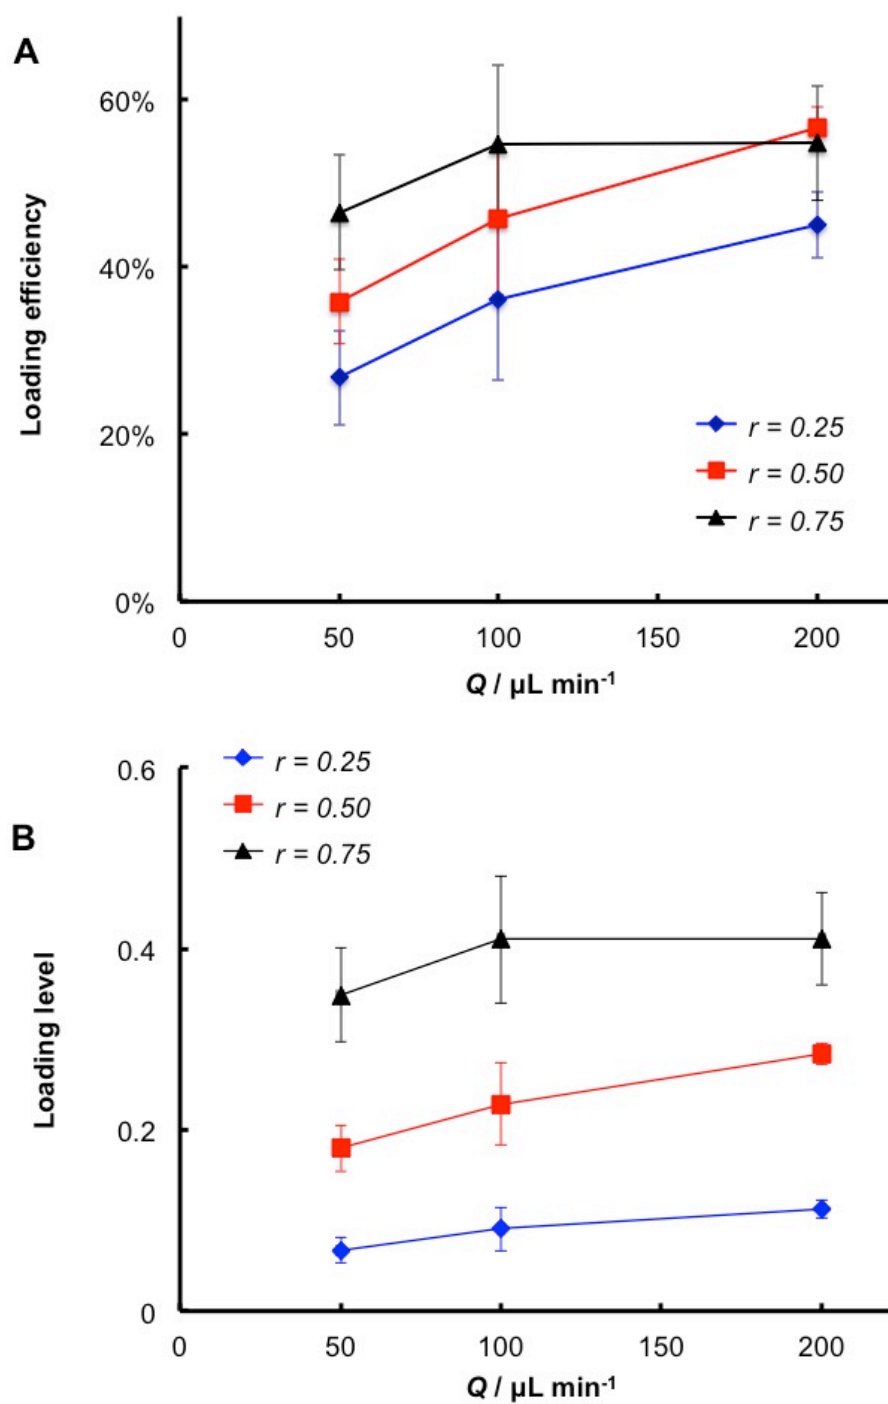 A
60%
40%
20%
0%
Loading efficiency
r = 0.25
r = 0.50
r = 0.75
0 50 100 150 200
Q / µL min-1
B
r = 0.25
r = 0.50
r = 0.75
0.6
0.4
0.2
0
Loading level
0 50 100 150 200
Q / µL min-1